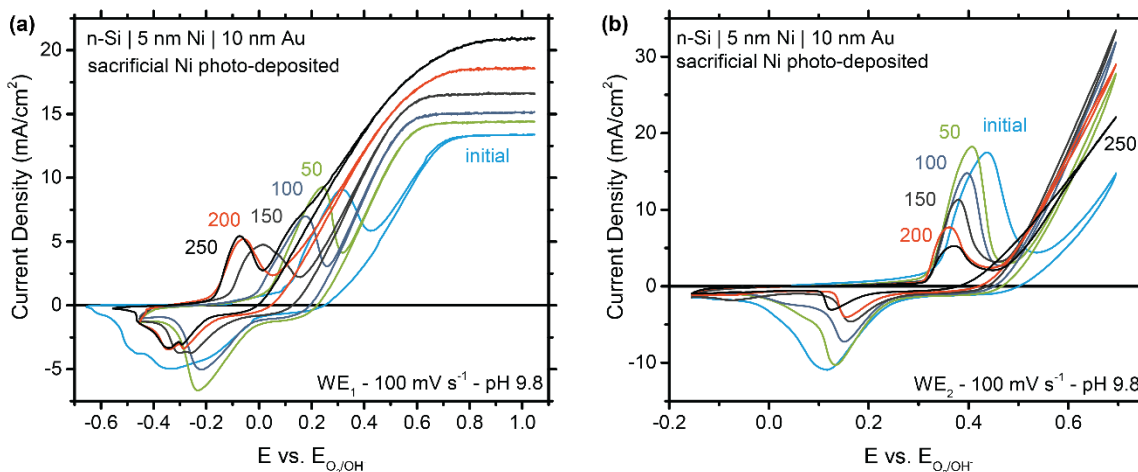 (a)
n-Si | 5 nm Ni | 10 nm Au
sacrificial Ni photo-deposited
initial
50
100
150
200
250
WE₁ - 100 mV s⁻¹ - pH 9.8
Current Density (mA/cm²)
20
15
10
5
0
-5
-0.6 -0.4 -0.2 0.0 0.2 0.4 0.6 0.8 1.0
E vs. E_O₂/OH
(b)
n-Si | 5 nm Ni | 10 nm Au
sacrificial Ni photo-deposited
initial
50
100
150
200
250
WE₂ - 100 mV s⁻¹ - pH 9.8
Current Density (mA/cm²)
30
20
10
0
-10
0.0 0.2 0.4 0.6
E vs. E_O₂/OH⁻